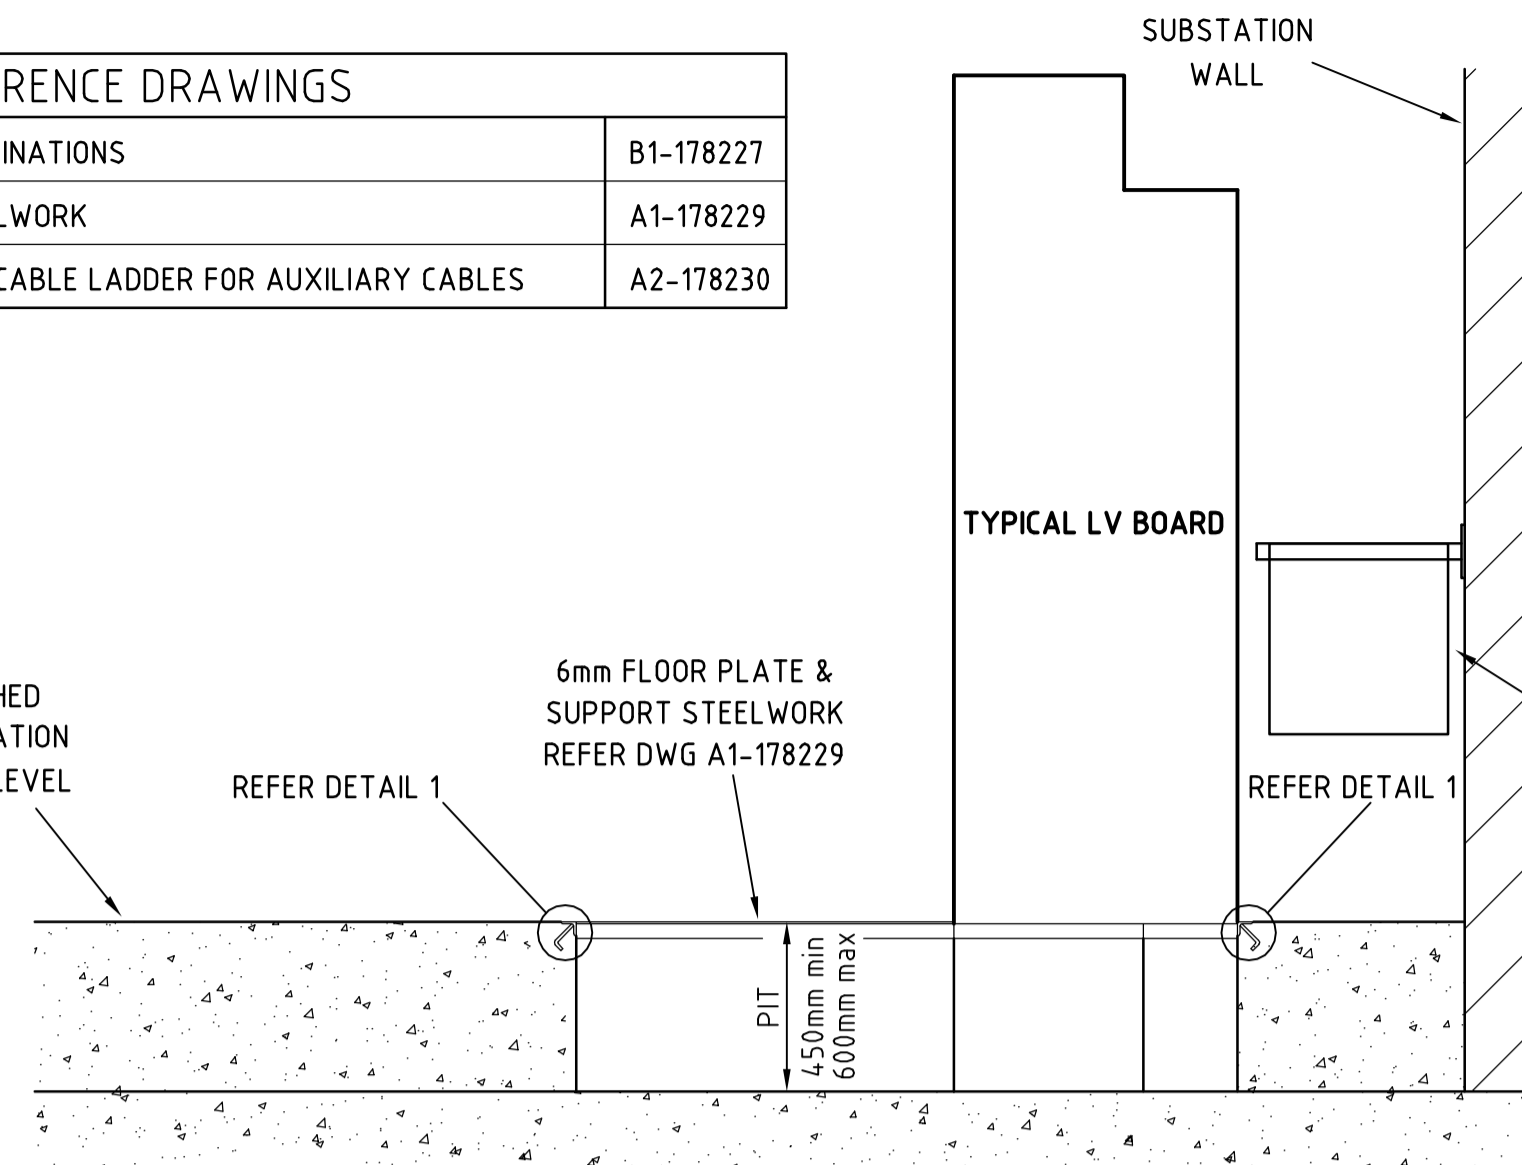 RENCE DRAWINGS
INATIONS B1-178227
LWORK A1-178229
CABLE LADDER FOR AUXILIARY CABLES A2-178230
SUBSTATION
WALL
TYPICAL LV BOARD
HED
ATION
LEVEL
REFER DETAIL 1
6mm FLOOR PLATE &
SUPPORT STEELWORK
REFER DWG A1-178229
REFER DETAIL 1
PIT
450mm min
600mm max